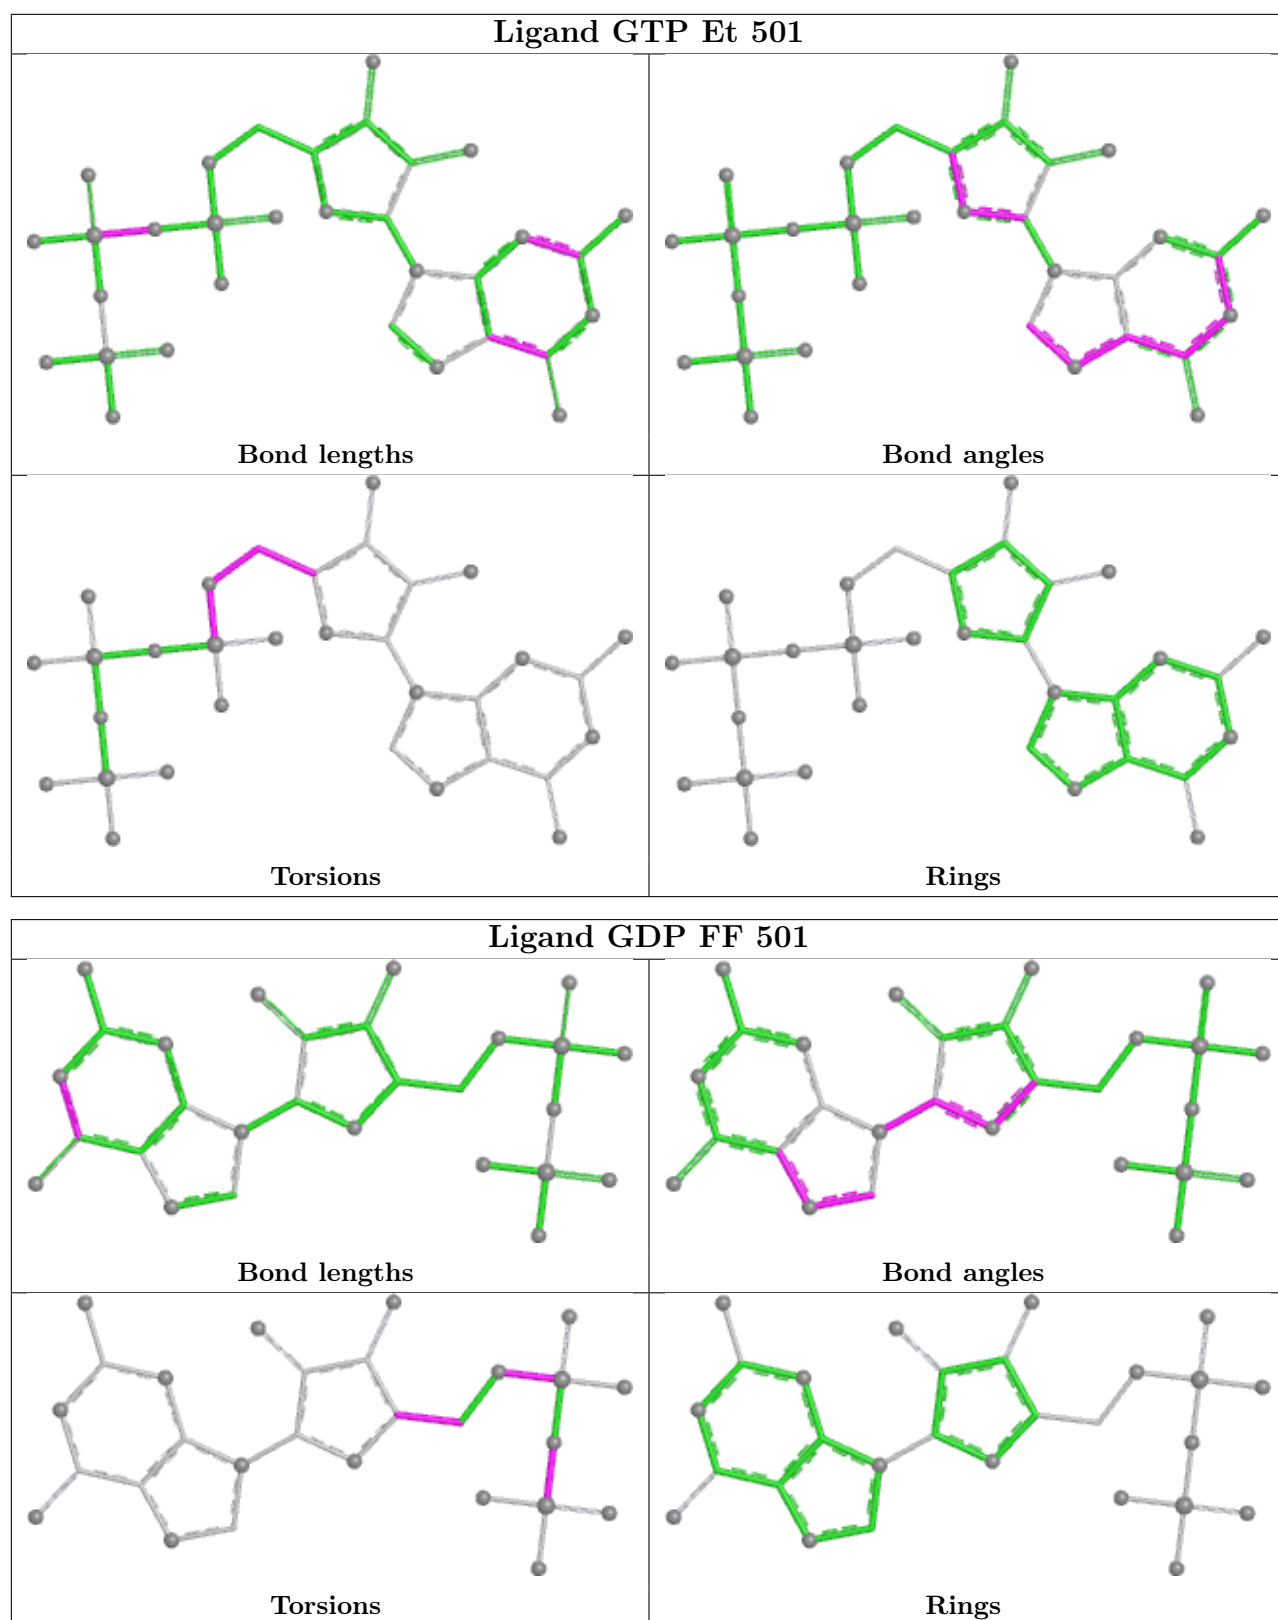 Ligand GTP Et 501
Bond lengths
Bond angles
Torsions
Rings
Ligand GDP FF 501
Bond lengths
Bond angles
Torsions
Rings